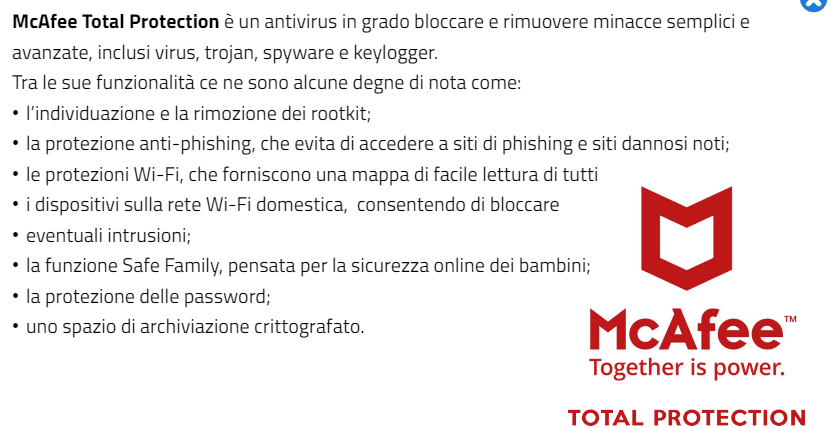 McAfee Total Protection è un antivirus in grado bloccare e rimuovere minacce semplici e
avanzate, inclusi virus, trojan, spyware e keylogger.
Tra le sue funzionalità ce ne sono alcune degne di nota come:
• l'individuazione e la rimozione dei rootkit;
• la protezione anti-phishing, che evita di accedere a siti di phishing e siti dannosi noti;
• le protezioni Wi-Fi, che forniscono una mappa di facile lettura di tutti
• i dispositivi sulla rete Wi-Fi domestica, consentendo di bloccare
• eventuali intrusioni;
• la funzione Safe Family, pensata per la sicurezza online dei bambini;
• la protezione delle password;
• uno spazio di archiviazione crittografato.
McAfee™
Together is power.
TOTAL PROTECTION